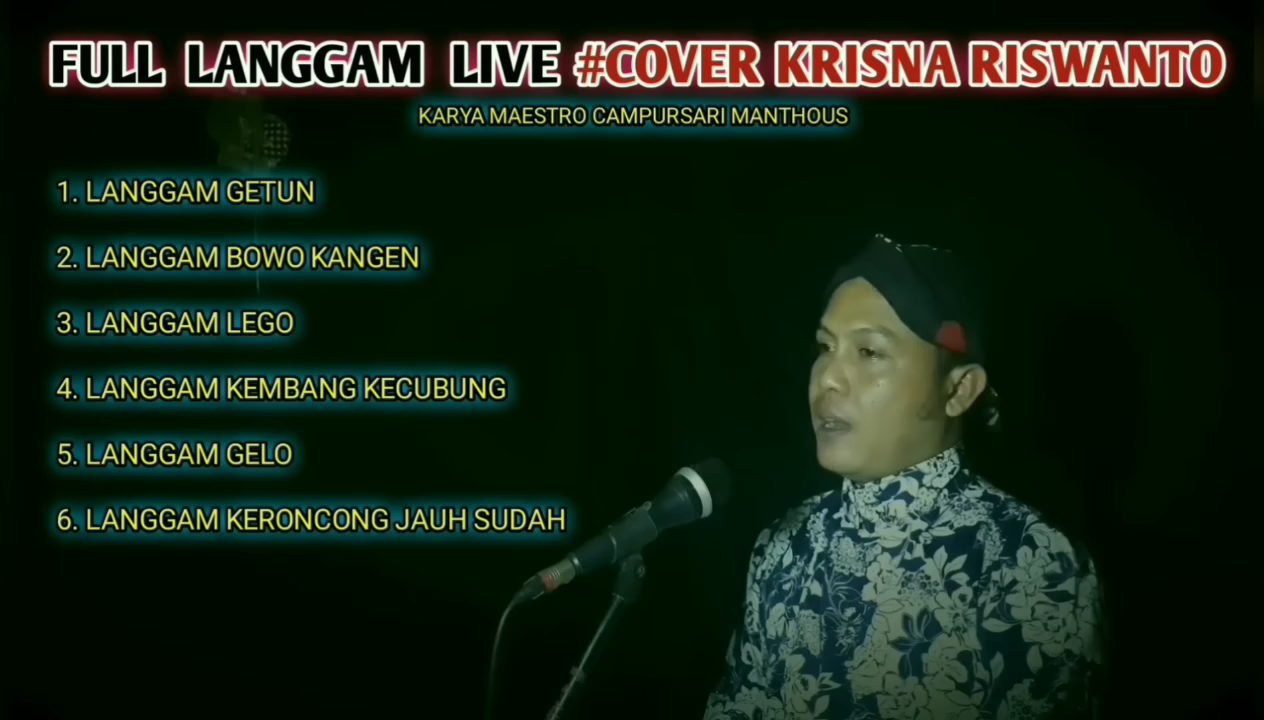 FULL LANGGAM LIVE #COVER KRISNA RISWANTO
KARYA MAESTRO CAMPURSARI MANTHOUS
1. LANGGAM GETUN
2. LANGGAM BOWO KANGEN
3. LANGGAM LEGO
4. LANGGAM KEMBANG KECUBUNG
5. LANGGAM GELO
6. LANGGAM KERONCONG JAUH SUDAH